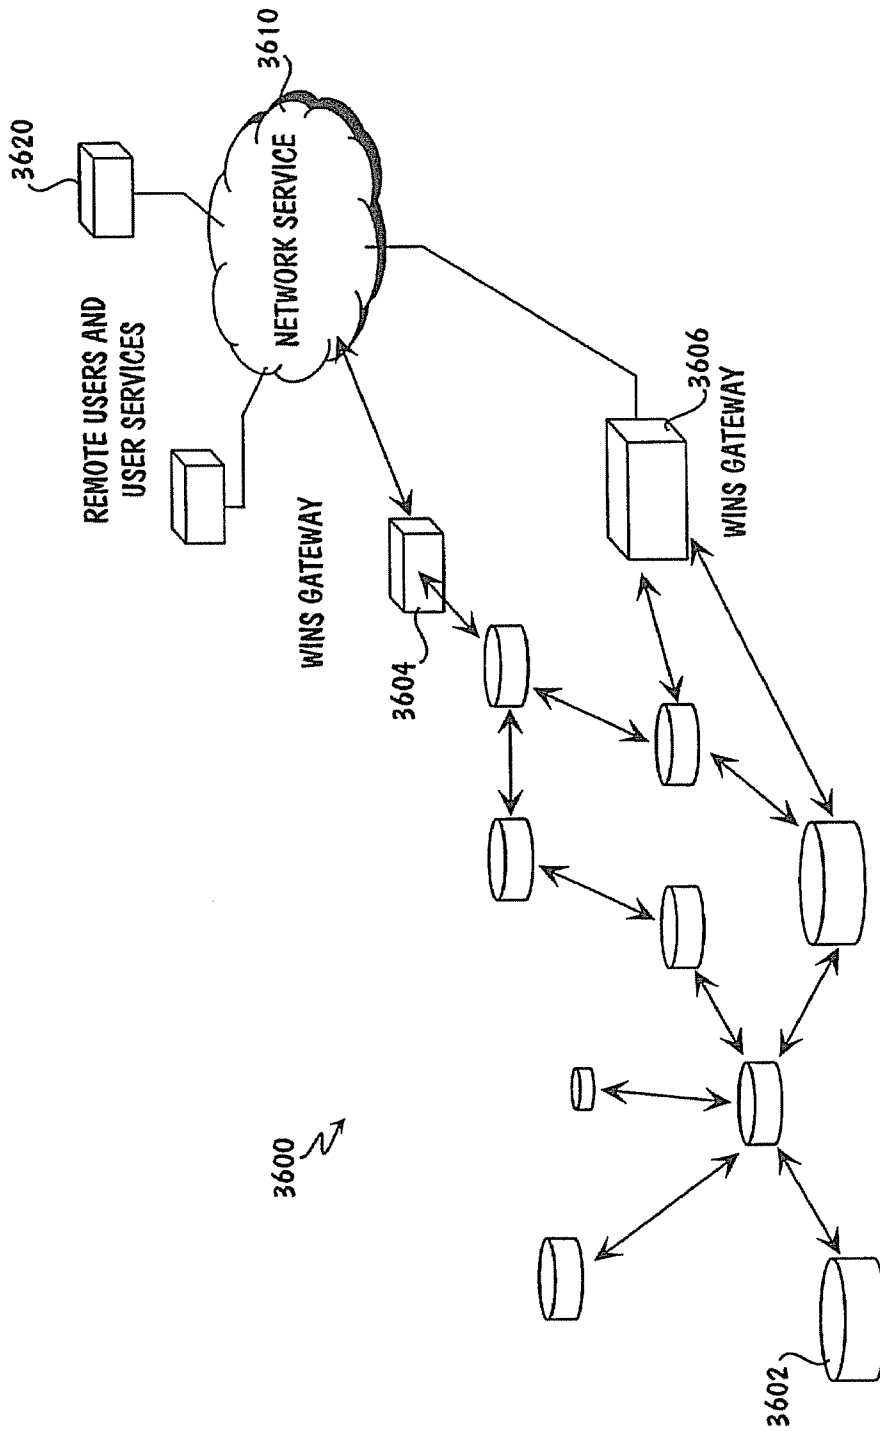 3620
3610
REMOTE USERS AND
USER SERVICES
NETWORK SERVICE
WINS GATEWAY
3604
3606
WINS GATEWAY
3600
3602